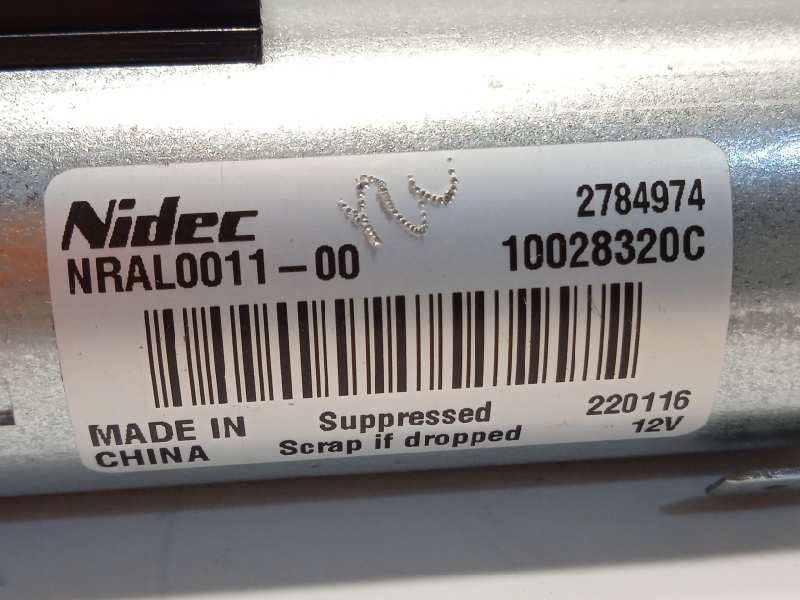 Nidec 2784974
NRAL0011-00 10028320C
MADE IN CHINA
Suppressed
Scrap if dropped
220116
12V